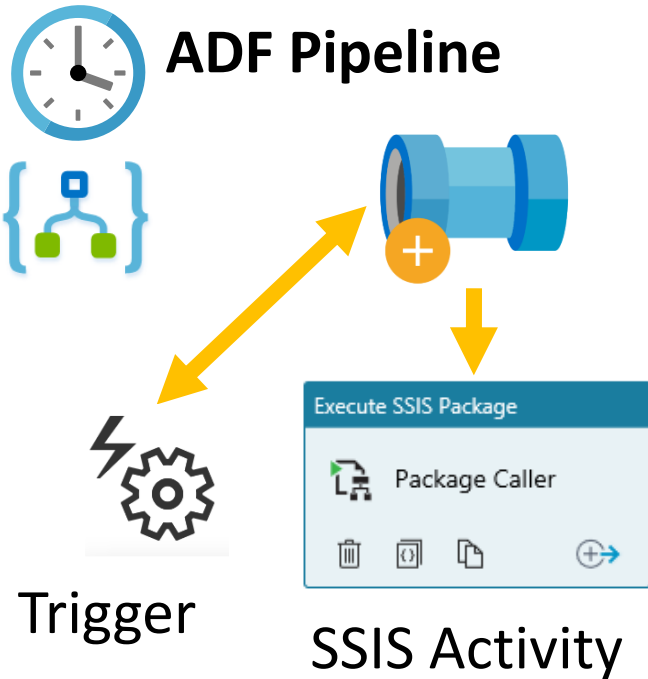 ADF Pipeline
Execute SSIS Package
Package Caller
Trigger
SSIS Activity